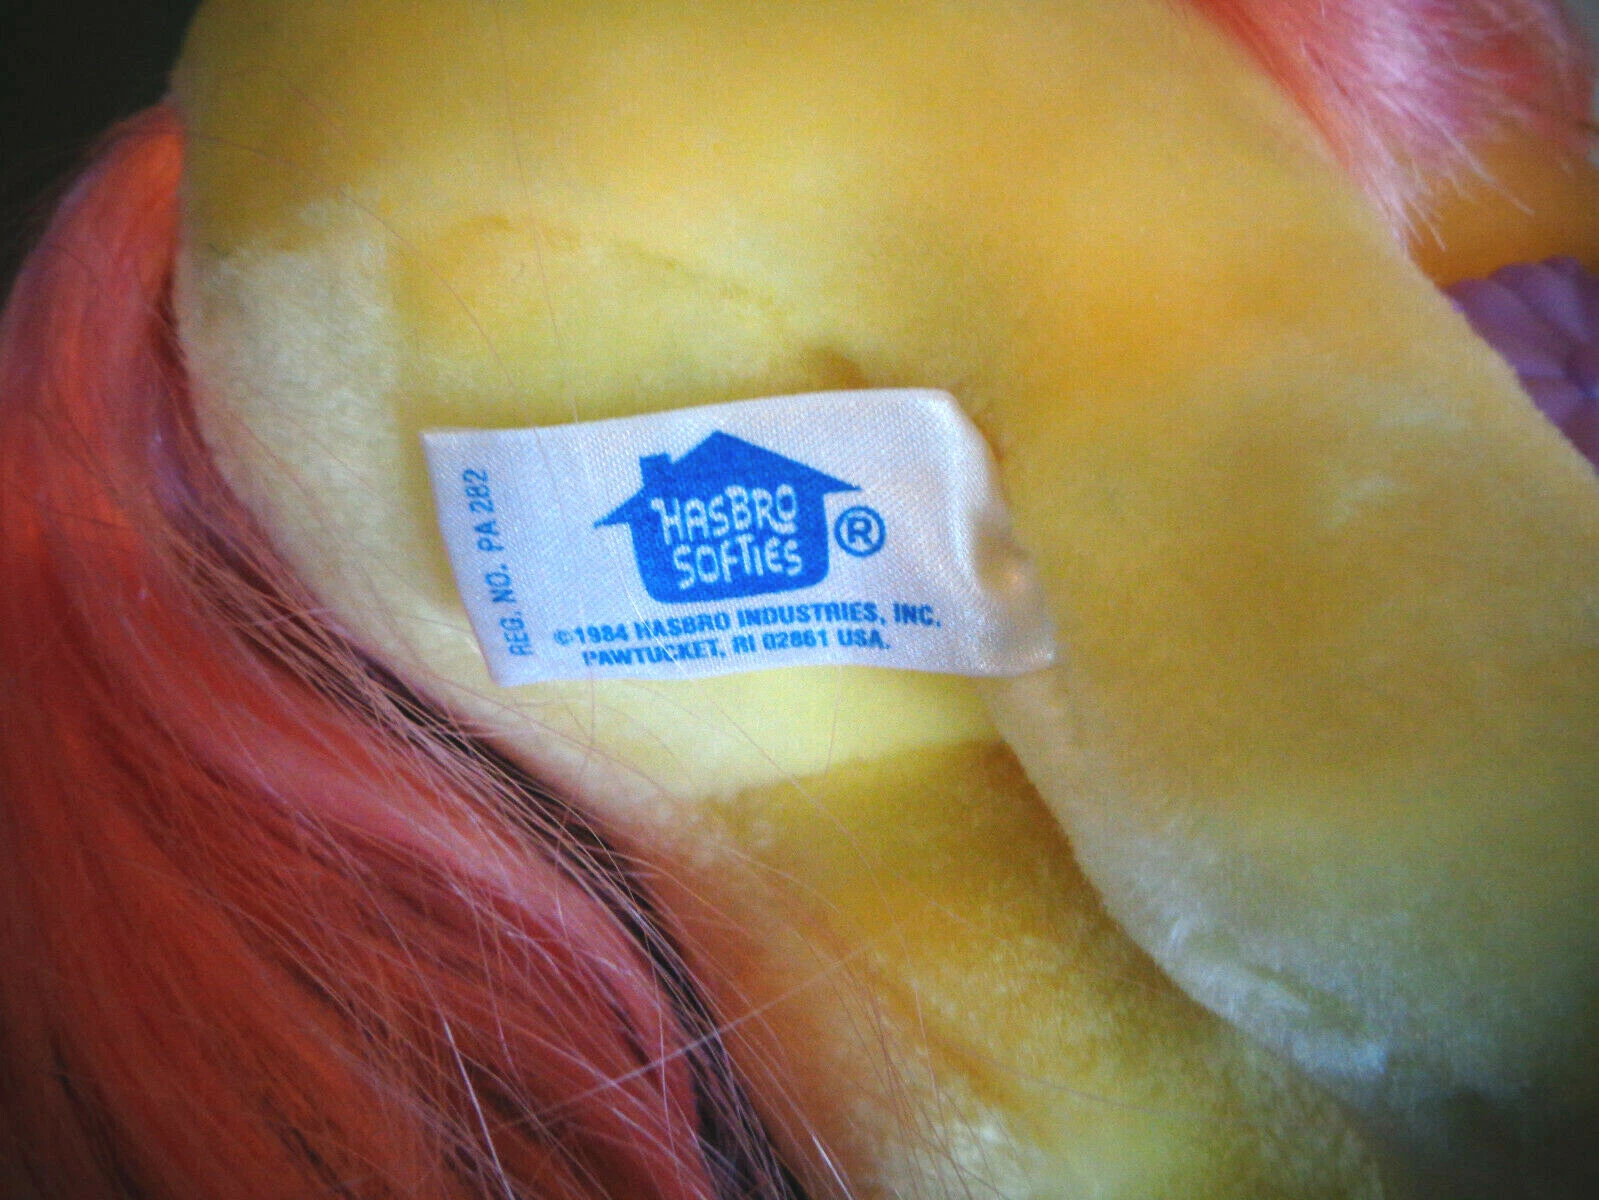 HASBRO
SOFTIES
®
©1984 HASBRO INDUSTRIES, INC.
PAWTUCKET, RI 02861 USA.
REG. NO. PA 282